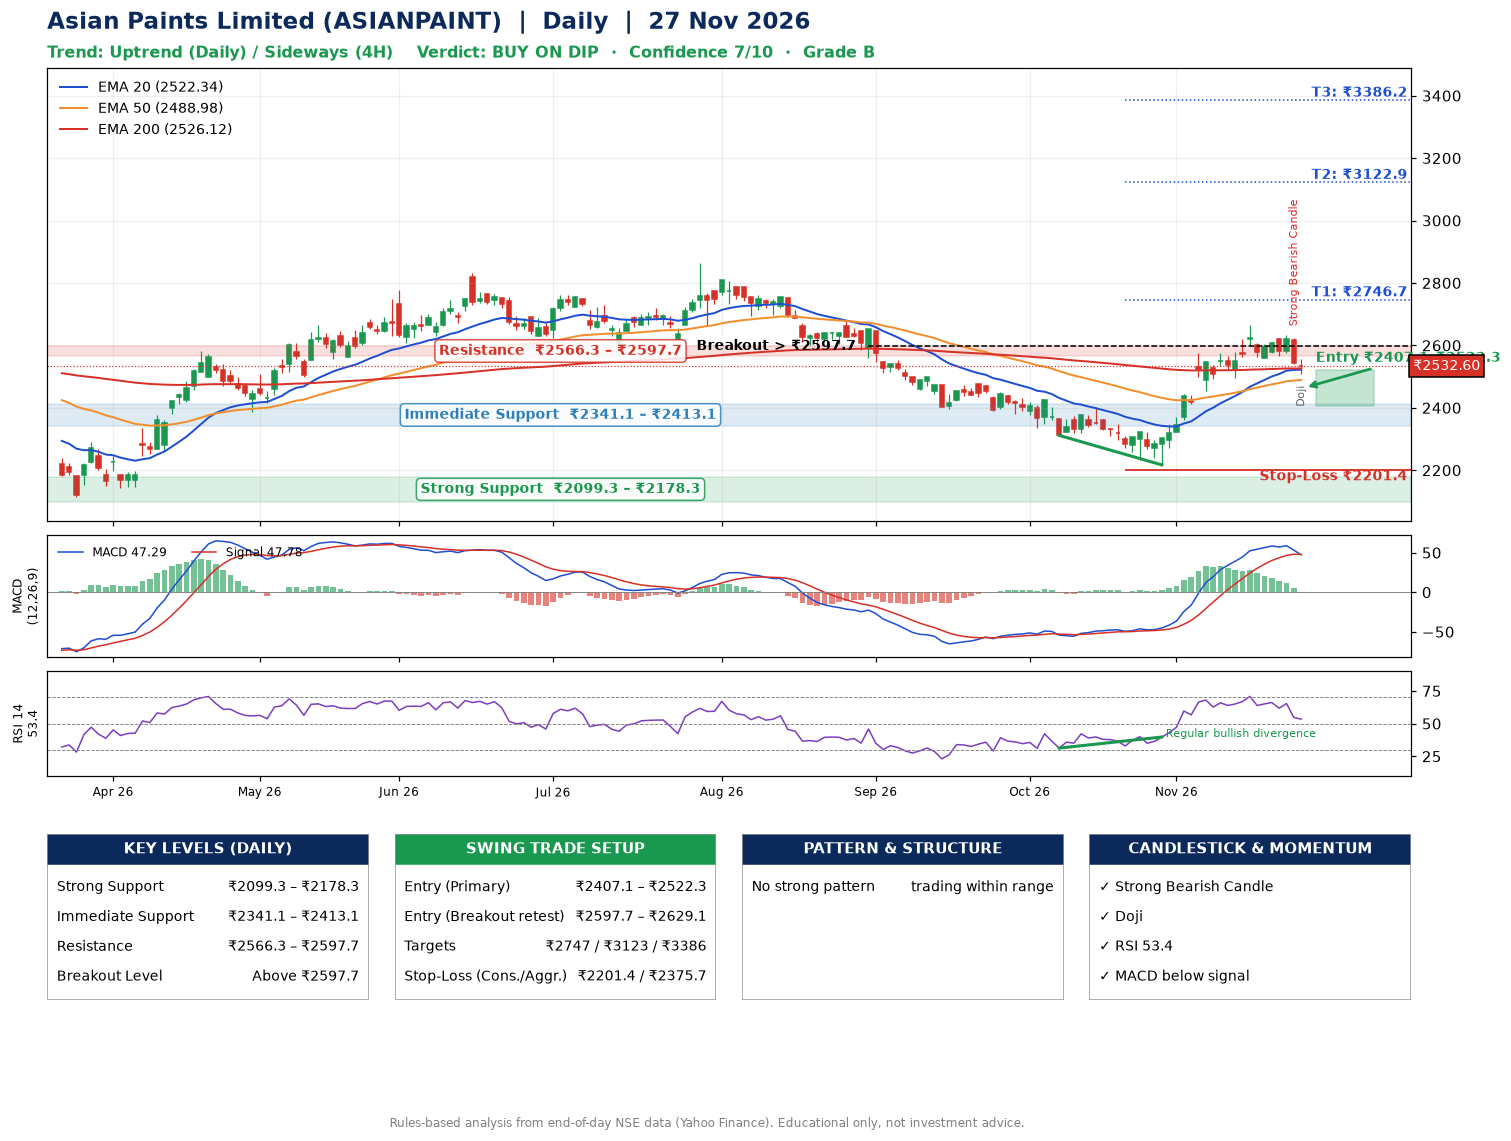 Asian Paints Limited (ASIANPAINT) | Daily | 27 Nov 2026
Trend: Uptrend (Daily) / Sideways (4H) Verdict: BUY ON DIP · Confidence 7/10 · Grade B
EMA 20 (2522.34)
EMA 50 (2488.98)
EMA 200 (2526.12)
T3: ₹3386.2
T2: ₹3122.9
T1: ₹2746.7
Strong Bearish Candle
Doji
Resistance ₹2566.3 – ₹2597.7
Breakout > ₹2597.7
Entry ₹2407
₹2532.60
Immediate Support ₹2341.1 – ₹2413.1
Strong Support ₹2099.3 – ₹2178.3
Stop-Loss ₹2201.4
3400
3200
3000
2800
2600
2400
2200
MACD 47.29 Signal 47.78
MACD
(12,26,9)
50
0
−50
RSI 14
53.4
75
50
25
Regular bullish divergence
Apr 26 May 26 Jun 26 Jul 26 Aug 26 Sep 26 Oct 26 Nov 26
KEY LEVELS (DAILY)
Strong Support ₹2099.3 – ₹2178.3
Immediate Support ₹2341.1 – ₹2413.1
Resistance ₹2566.3 – ₹2597.7
Breakout Level Above ₹2597.7
SWING TRADE SETUP
Entry (Primary) ₹2407.1 – ₹2522.3
Entry (Breakout retest) ₹2597.7 – ₹2629.1
Targets ₹2747 / ₹3123 / ₹3386
Stop-Loss (Cons./Aggr.) ₹2201.4 / ₹2375.7
PATTERN & STRUCTURE
No strong pattern trading within range
CANDLESTICK & MOMENTUM
✓ Strong Bearish Candle
✓ Doji
✓ RSI 53.4
✓ MACD below signal
Rules-based analysis from end-of-day NSE data (Yahoo Finance). Educational only, not investment advice.